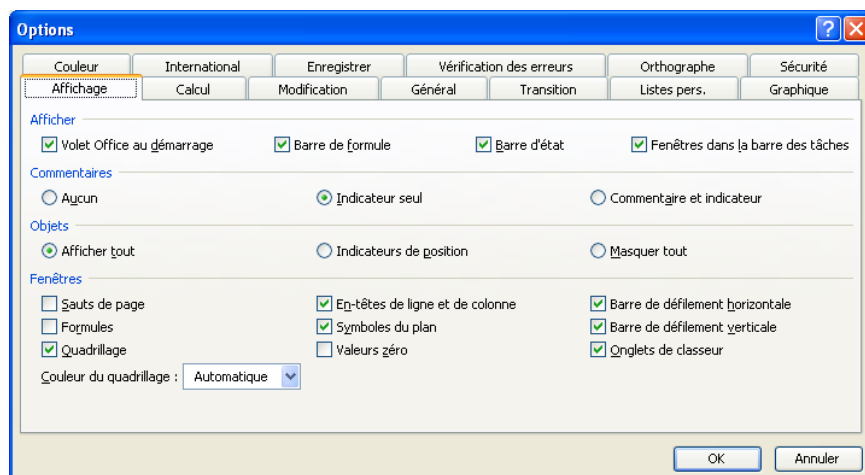 Options
Couleur International Enregistrer Vérification des erreurs Orthographe Sécurité
Affichage Calcul Modification Général Transition Listes pers. Graphique
Afficher
Volet Office au démarrage Barre de formule Barre d'état Fenêtres dans la barre des tâches
Commentaires
Aucun Indicateur seul Commentaire et indicateur
Objets
Afficher tout Indicateurs de position Masquer tout
Fenêtres
Sauts de page En-têtes de ligne et de colonne Barre de défilement horizontale
Formules Symboles du plan Barre de défilement verticale
Quadrillage Valeurs zéro Onglets de classeur
Couleur du quadrillage : Automatique
OK Annuler